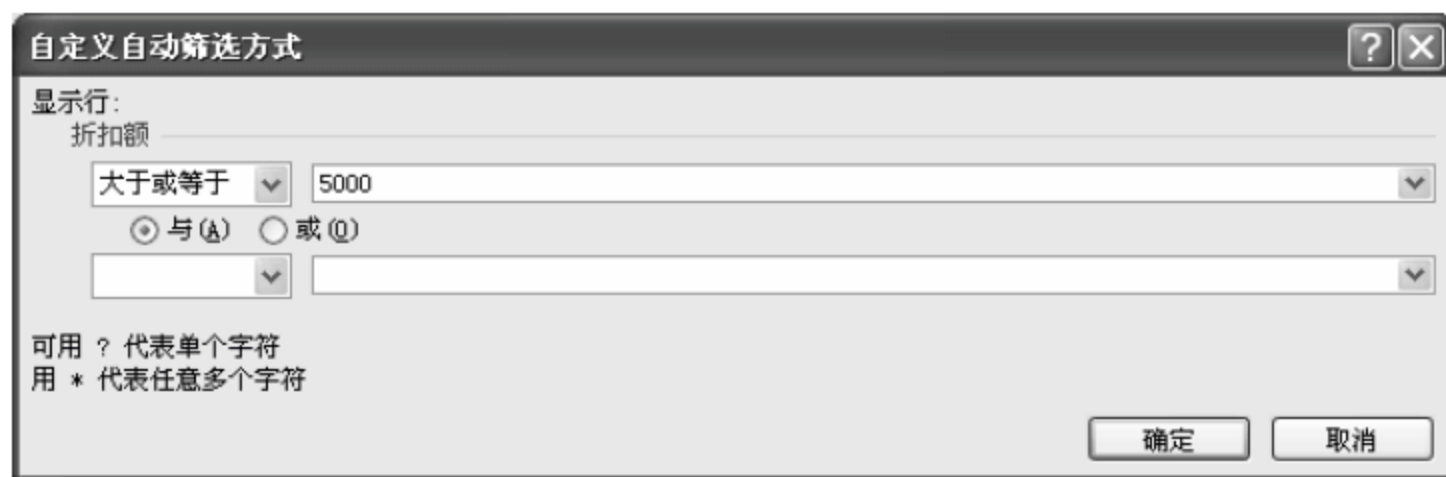 自定义自动筛选方式
显示行:
折扣额
大于或等于 5000
与(A) 或(O)
可用 ? 代表单个字符
用 * 代表任意多个字符
确定 取消